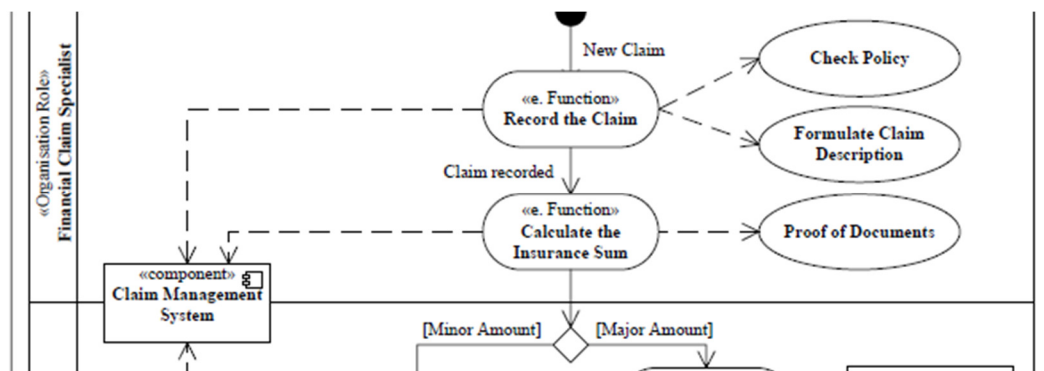 «Organisation Role»
Financial Claim Specialist
New Claim
«e. Function»
Record the Claim
Check Policy
Formulate Claim
Description
Claim recorded
«e. Function»
Calculate the
Insurance Sum
Proof of Documents
«component»
Claim Management
System
[Minor Amount]
[Major Amount]